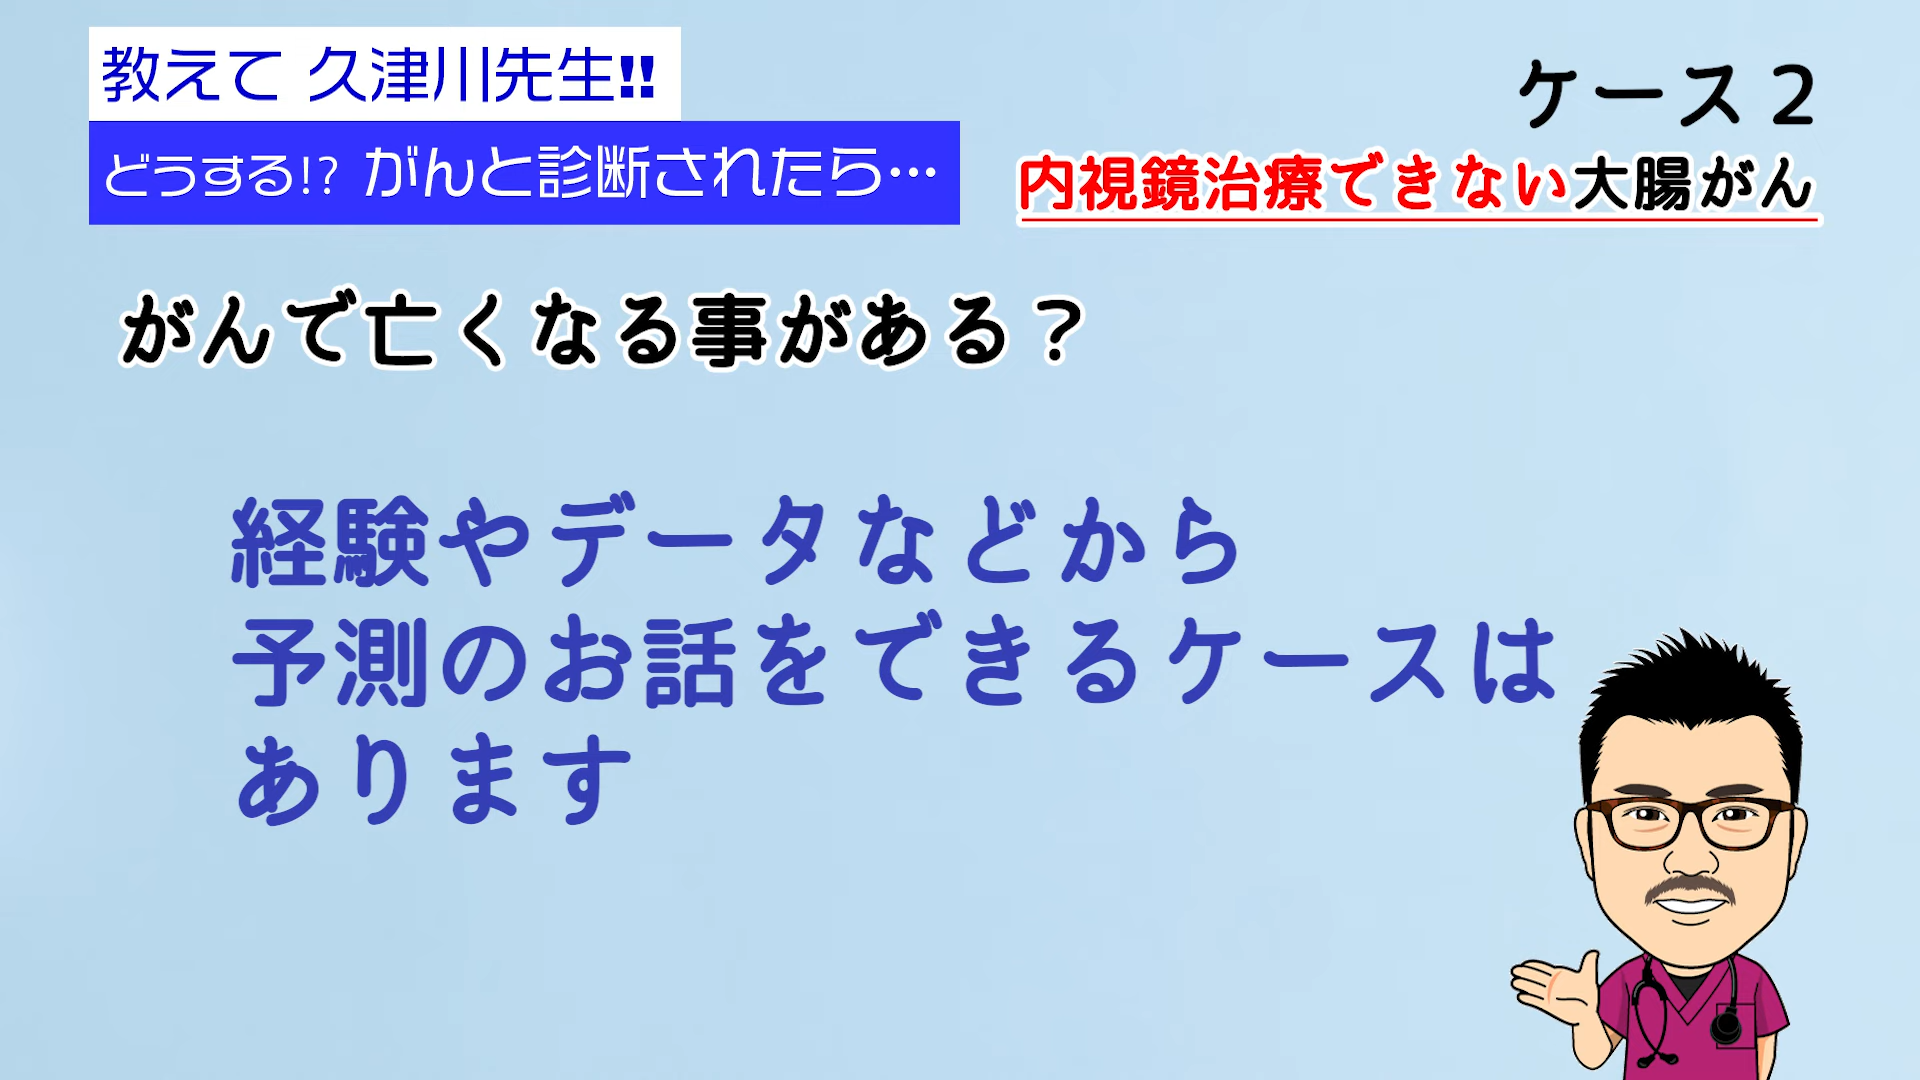 教えて 久津川先生!!
どうする!? がんと診断されたら…
ケース２
内視鏡治療できない大腸がん
がんで亡くなる事がある？
経験やデータなどから
予測のお話をできるケースは
あります